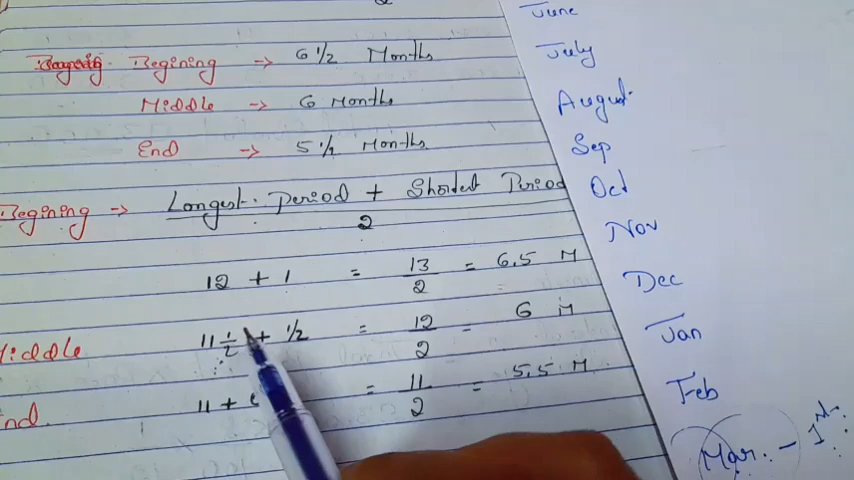 Begining → 6 1/2 Months
Middle → 6 Months
End → 5 1/2 Months
Begining → Longest Period + Shortest Period
2
12 + 1 = 13/2 = 6.5 M
Middle 11 1/2 + 1/2 = 12/2 = 6 M
End. 11 + = 11/2 = 5.5 M
June
July
August
Sep
Oct
Nov
Dec
Jan
Feb
Mar. - 1st.